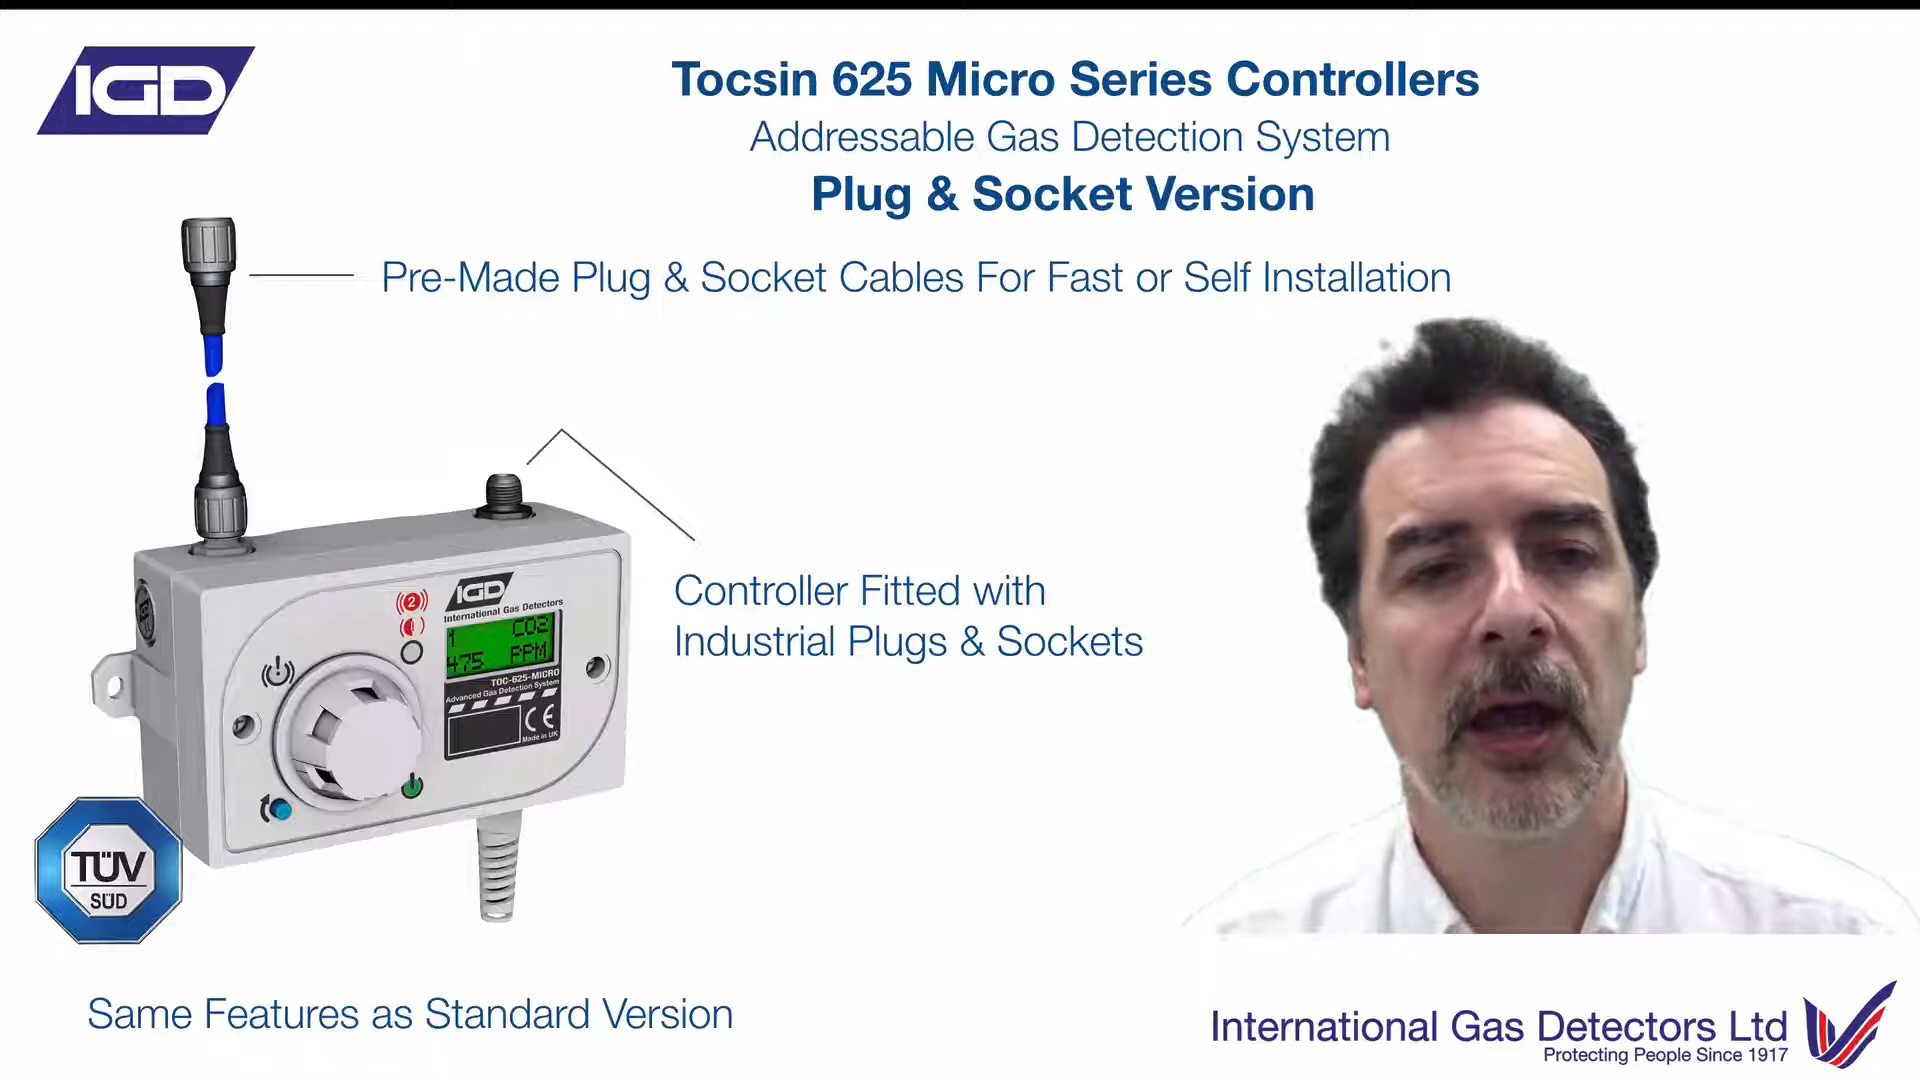 IGD
Tocsin 625 Micro Series Controllers
Addressable Gas Detection System
Plug & Socket Version
Pre-Made Plug & Socket Cables For Fast or Self Installation
Controller Fitted with
Industrial Plugs & Sockets
2
IGD
International Gas Detectors
1 CO2
475 PPM
TOC-625-MICRO
Advanced Gas Detection System
CE
Made in UK
TÜV
SÜD
Same Features as Standard Version
International Gas Detectors Ltd
Protecting People Since 1917